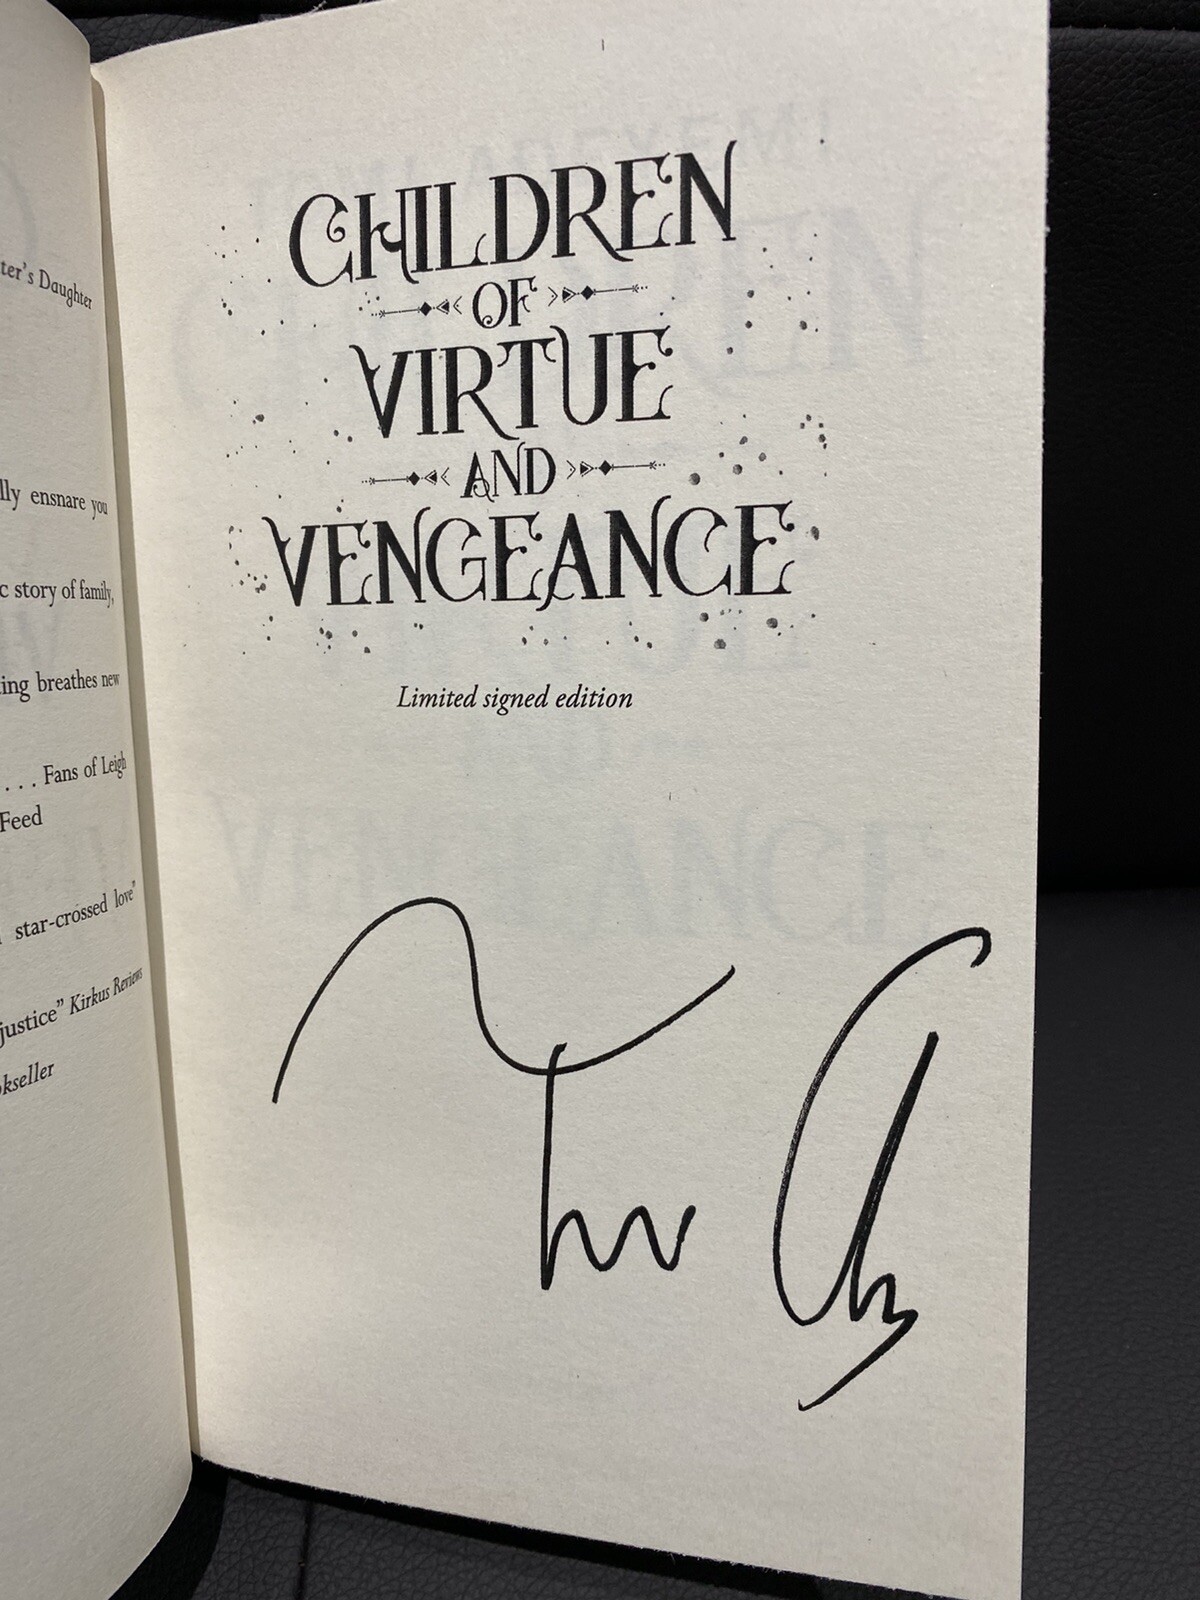 ter's Daughter
lly ensnare you
c story of family,
ing breathes new
. . . Fans of Leigh
Feed
star-crossed love"
justice" Kirkus Reviews
kseller
CHILDREN
OF
VIRTUE
AND
VENGEANCE
Limited signed edition